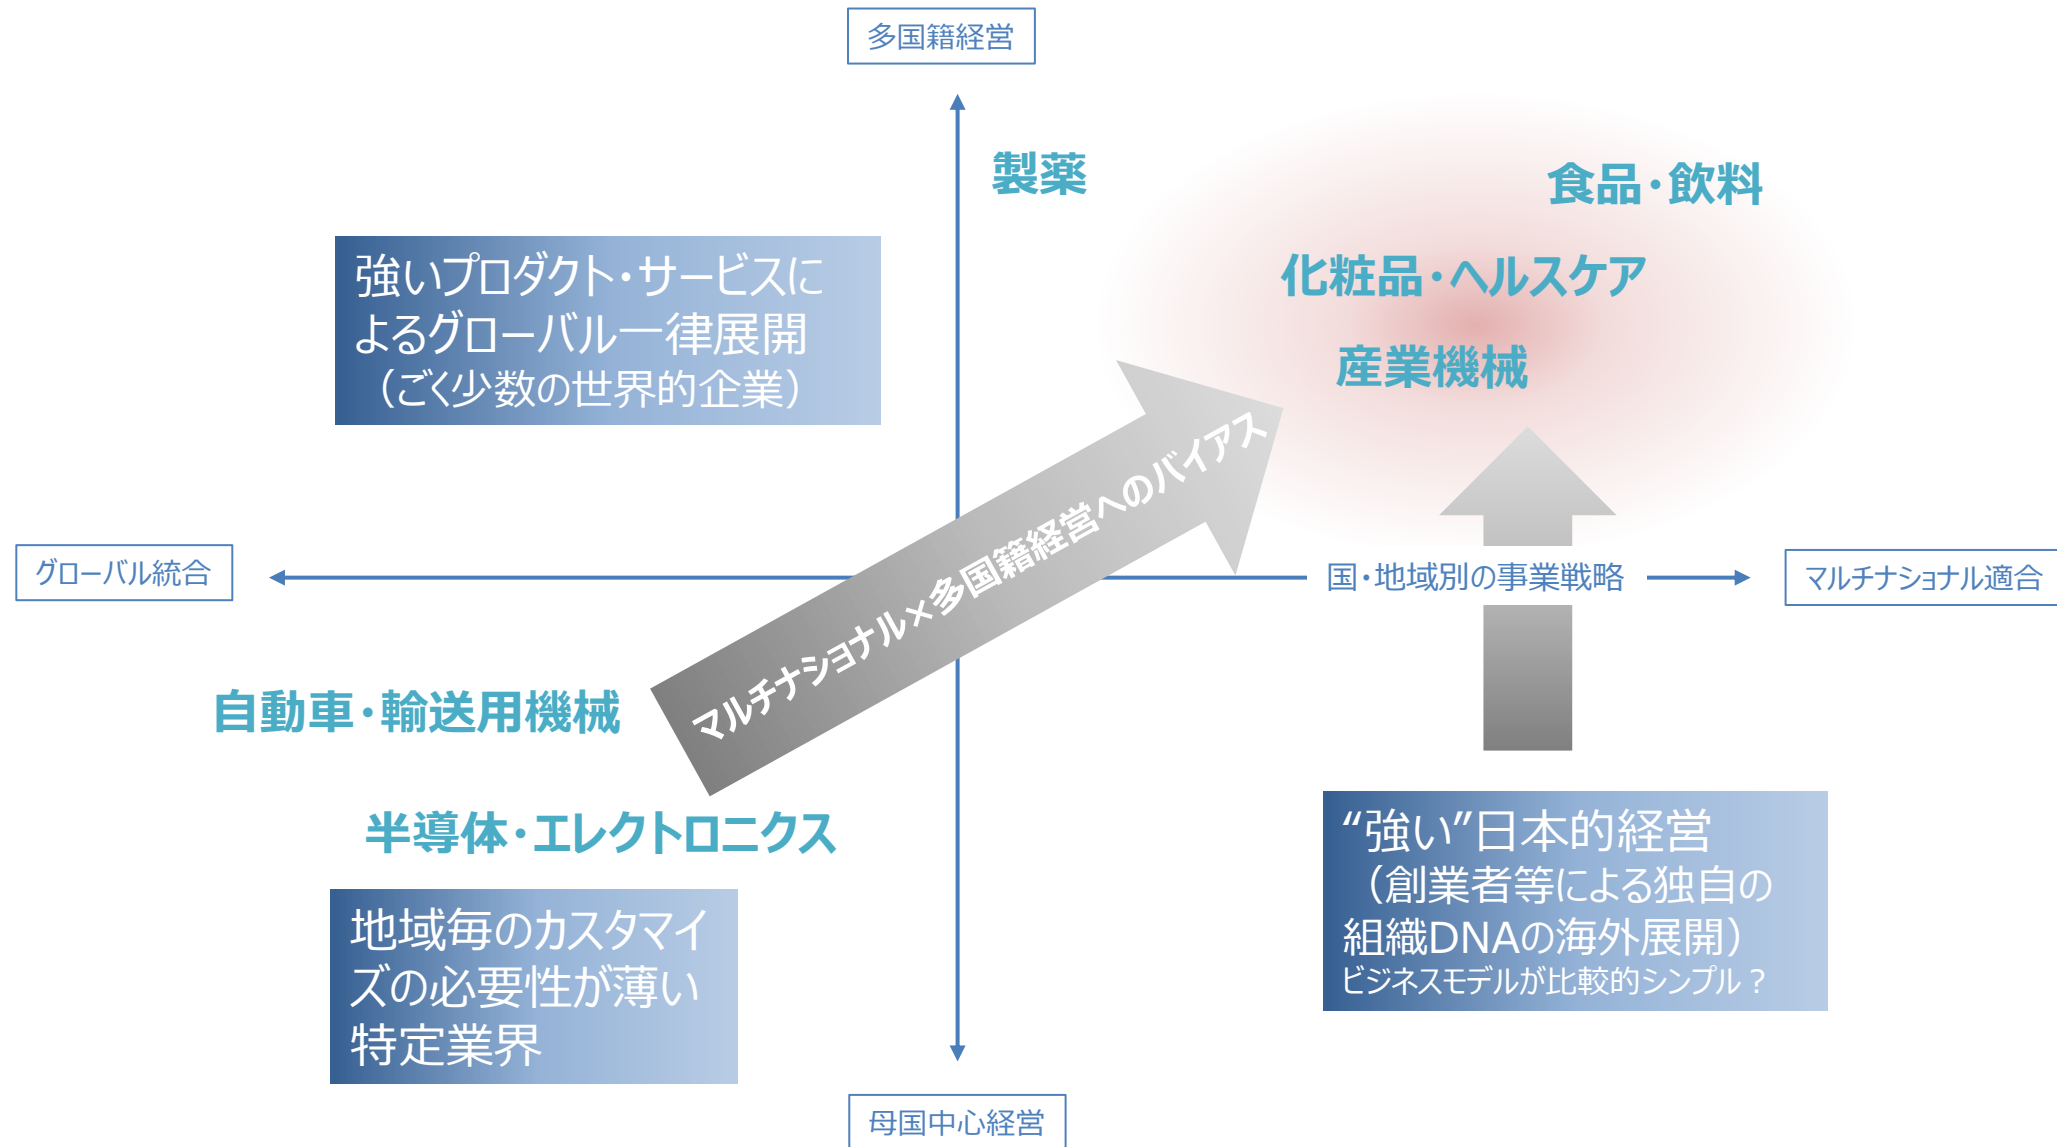 多国籍経営
製薬
食品・飲料
化粧品・ヘルスケア
産業機械
強いプロダクト・サービスに
よるグローバル一律展開
（ごく少数の世界的企業）
マルチナショナル×多国籍経営へのバイアス
グローバル統合
国・地域別の事業戦略
マルチナショナル適合
自動車・輸送用機械
半導体・エレクトロニクス
地域毎のカスタマイ
ズの必要性が薄い
特定業界
“強い”日本的経営
（創業者等による独自の
組織DNAの海外展開）
ビジネスモデルが比較的シンプル？
母国中心経営